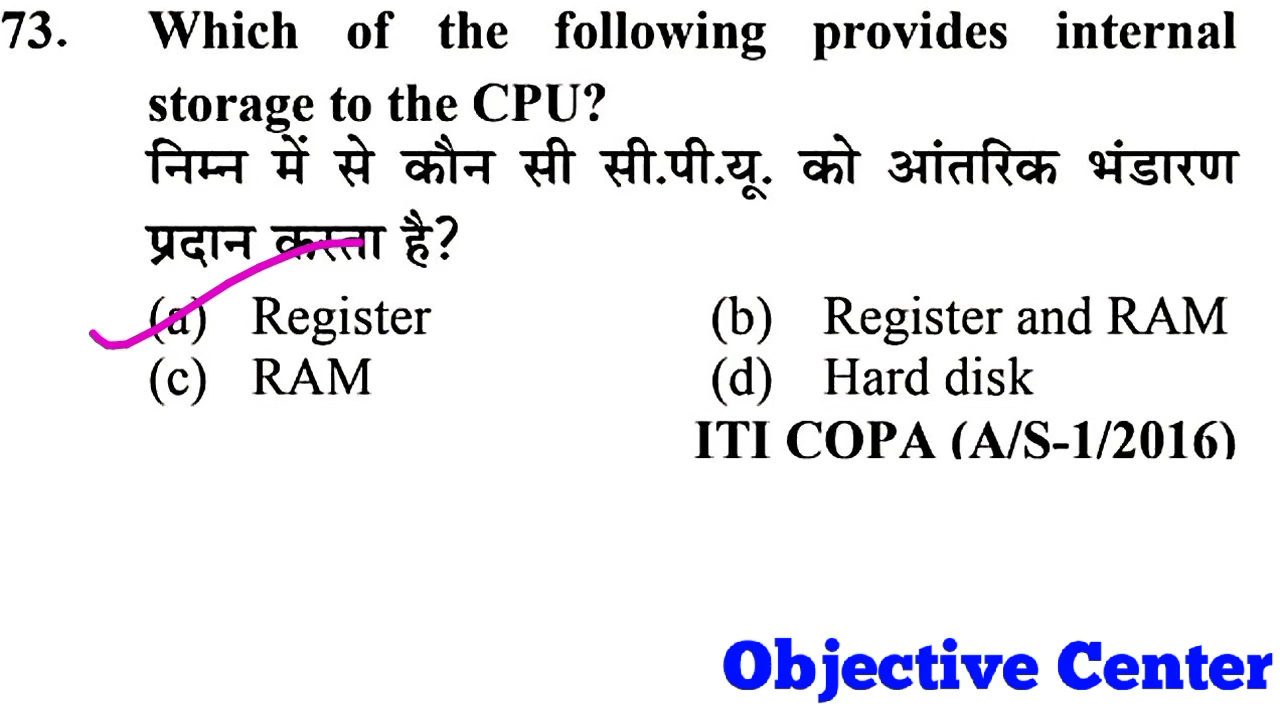 73. Which of the following provides internal
storage to the CPU?
निम्न में से कौन सी सी.पी.यू. को आंतरिक भंडारण
प्रदान करता है?
(a) Register (b) Register and RAM
(c) RAM (d) Hard disk
ITI COPA (A/S-1/2016)
Objective Center